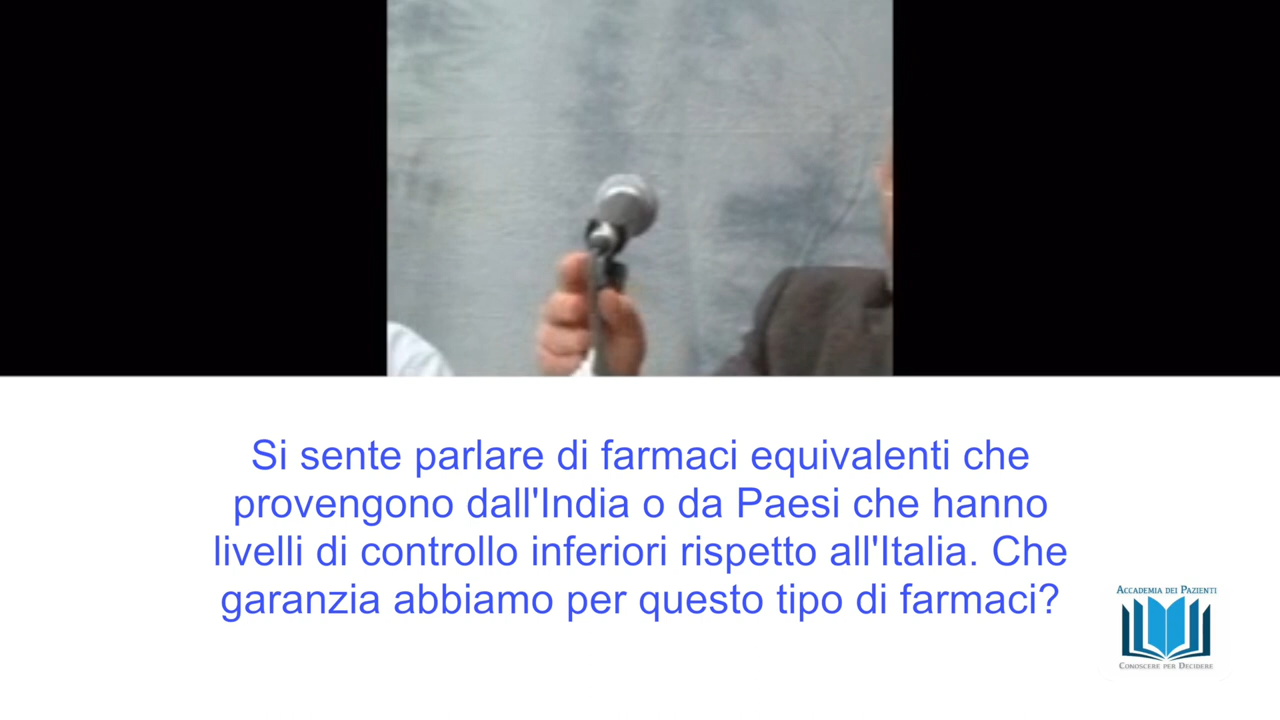 Si sente parlare di farmaci equivalenti che
provengono dall'India o da Paesi che hanno
livelli di controllo inferiori rispetto all'Italia. Che
garanzia abbiamo per questo tipo di farmaci?
ACCADEMIA DEI PAZIENTI
CONOSCERE PER DECIDERE